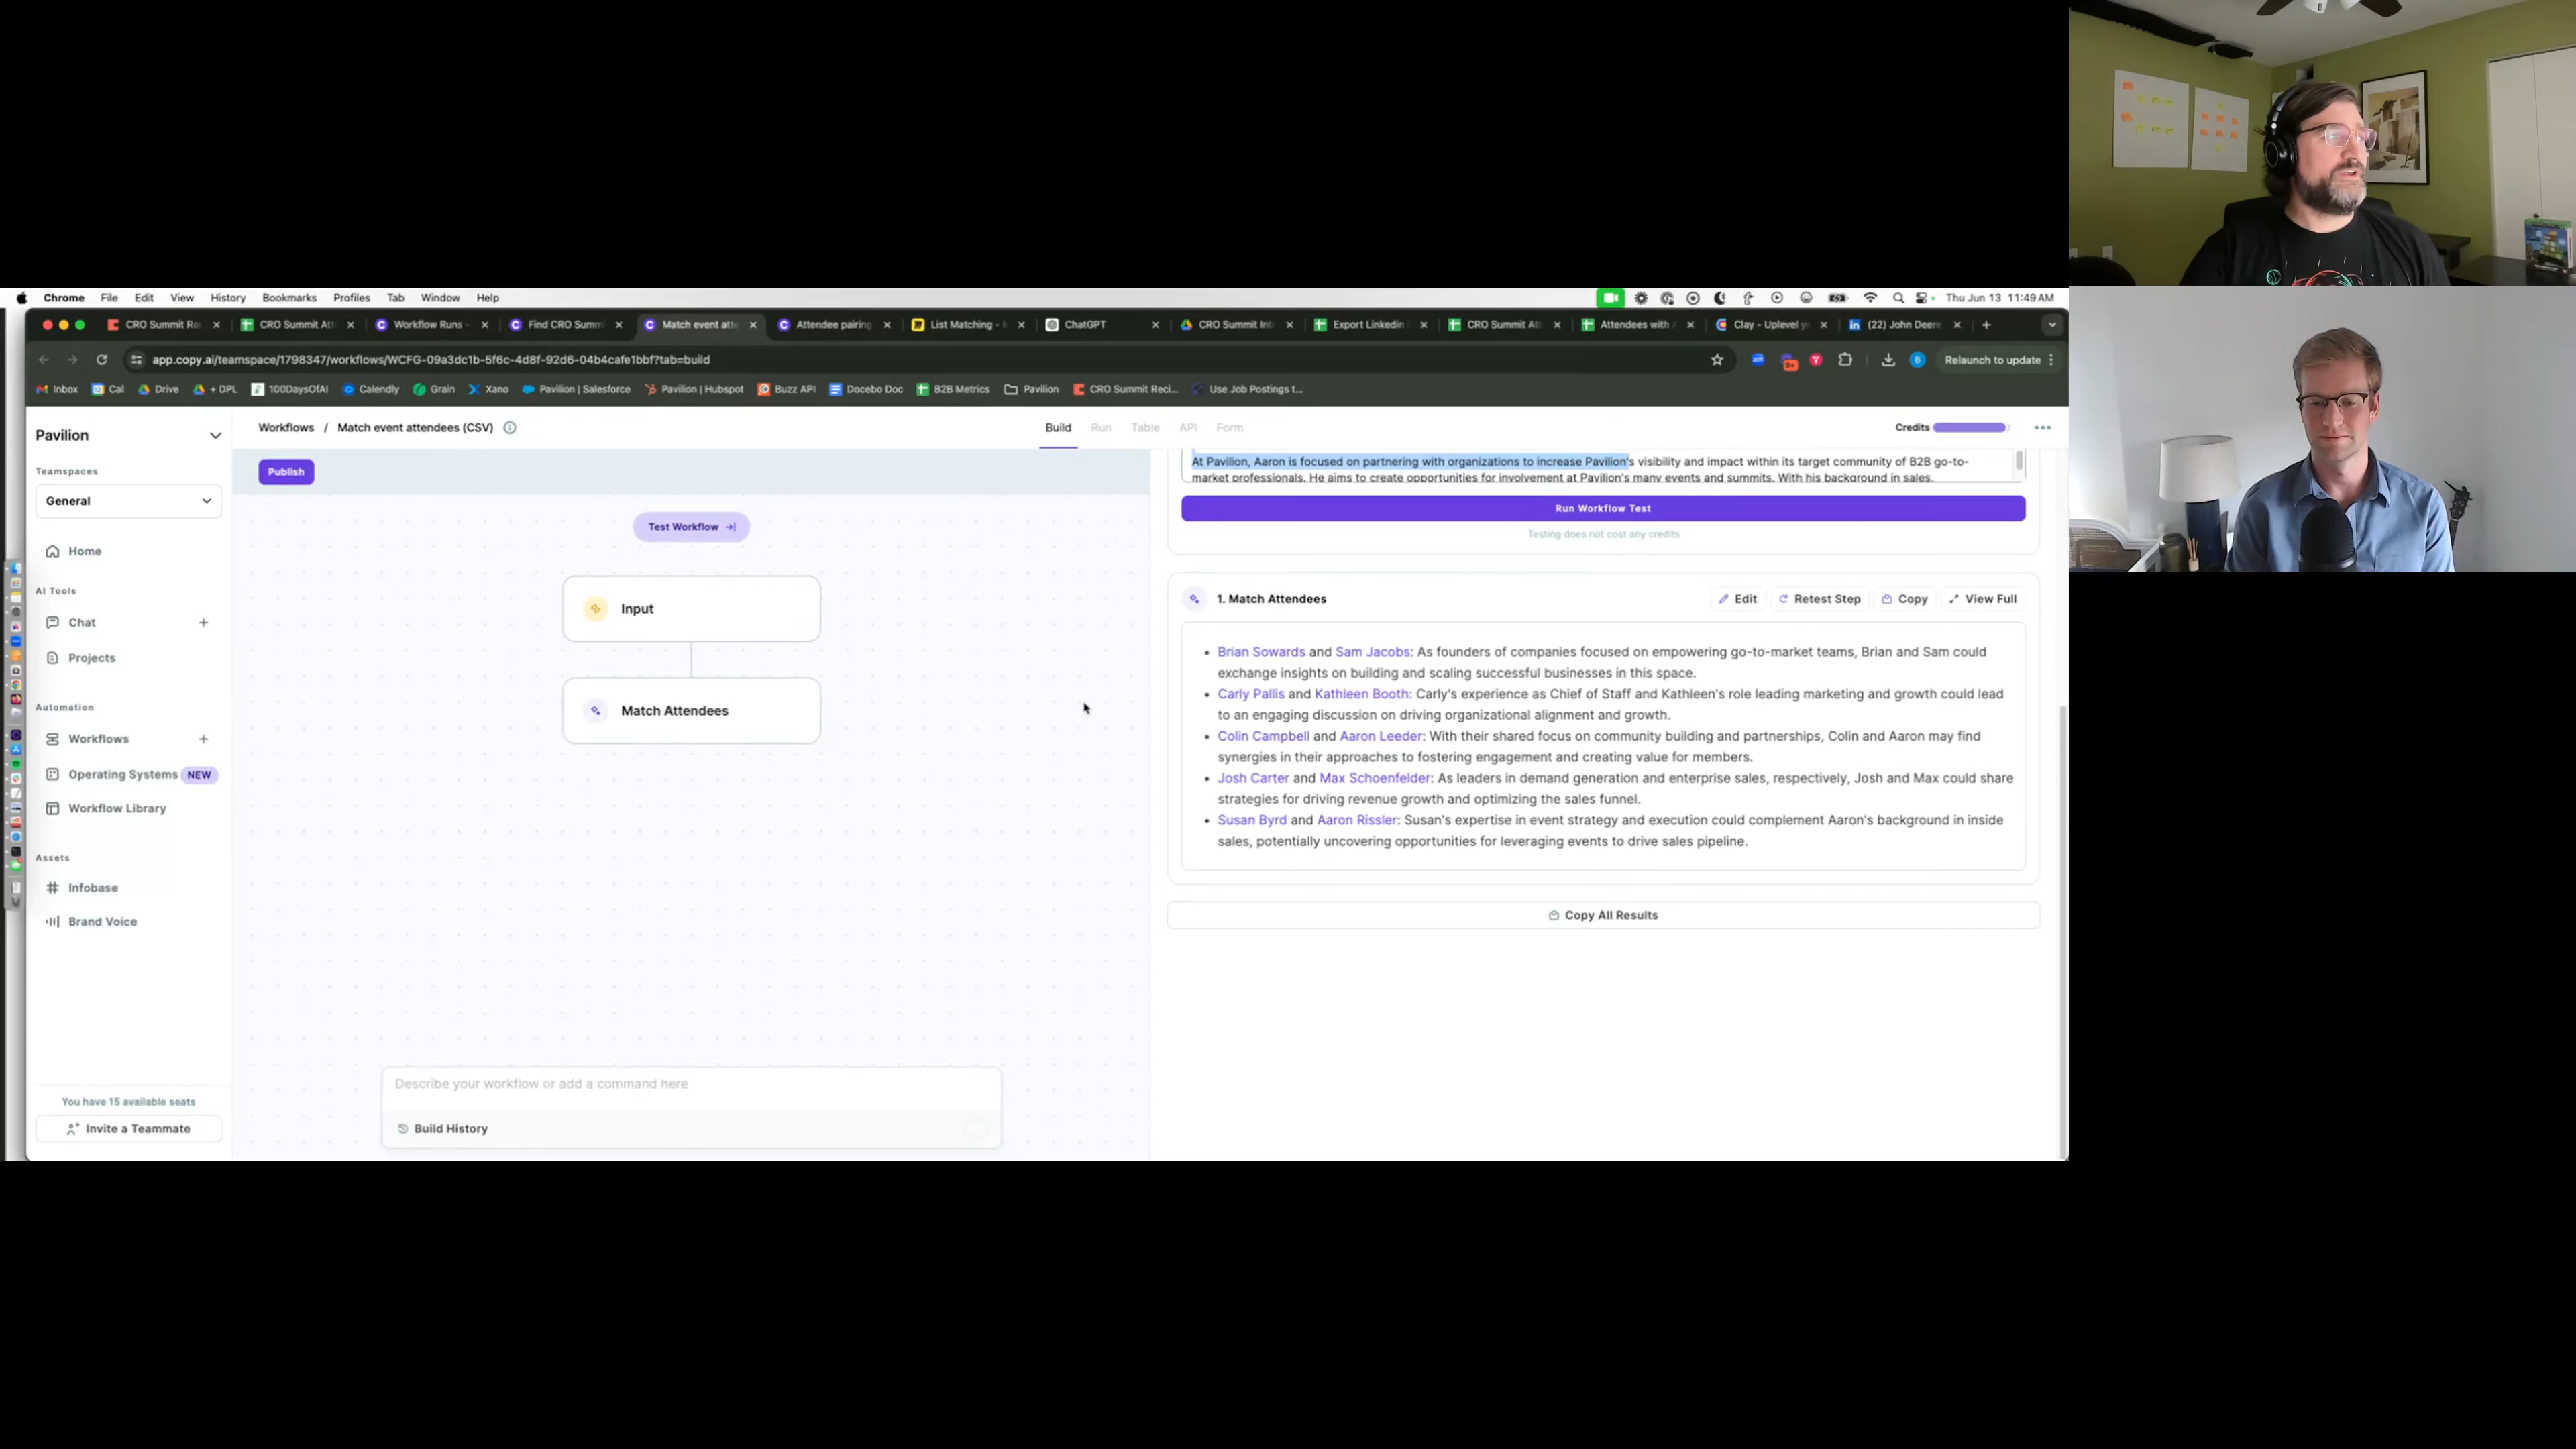 Chrome File Edit View History Bookmarks Profiles Tab Window Help
Thu Jun 13 11:49 AM
CRO Summit Re
CRO Summit Att
Workflow Runs -
Find CRO Summ
Match event atte
Attendee pairing
List Matching -
ChatGPT
CRO Summit Int
Export Linkedin
CRO Summit At
Attendees with
Clay - Uplevel y
(22) John Deere
app.copy.ai/teamspace/1798347/workflows/WCFG-09a3dc1b-5f6c-4d8f-92d6-04b4cafe1bbf?tab=build
Relaunch to update
Inbox
Cal
Drive
+ DPL
100DaysOfAI
Calendly
Grain
Xano
Pavilion | Salesforce
Pavilion | Hubspot
Buzz API
Docebo Doc
B2B Metrics
Pavilion
CRO Summit Reci...
Use Job Postings t...
Pavilion
Teamspaces
General
Home
AI Tools
Chat
Projects
Automation
Workflows
Operating Systems NEW
Workflow Library
Assets
Infobase
Brand Voice
You have 15 available seats
Invite a Teammate
Workflows / Match event attendees (CSV)
Build Run Table API Form
Credits
Publish
Test Workflow
Input
Match Attendees
Describe your workflow or add a command here
Build History
At Pavilion, Aaron is focused on partnering with organizations to increase Pavilion's visibility and impact within its target community of B2B go-to-
market professionals. He aims to create opportunities for involvement at Pavilion's many events and summits. With his background in sales,
Run Workflow Test
Testing does not cost any credits
1. Match Attendees
Edit
Retest Step
Copy
View Full
• Brian Sowards and Sam Jacobs: As founders of companies focused on empowering go-to-market teams, Brian and Sam could
exchange insights on building and scaling successful businesses in this space.
• Carly Pallis and Kathleen Booth: Carly's experience as Chief of Staff and Kathleen's role leading marketing and growth could lead
to an engaging discussion on driving organizational alignment and growth.
• Colin Campbell and Aaron Leeder: With their shared focus on community building and partnerships, Colin and Aaron may find
synergies in their approaches to fostering engagement and creating value for members.
• Josh Carter and Max Schoenfelder: As leaders in demand generation and enterprise sales, respectively, Josh and Max could share
strategies for driving revenue growth and optimizing the sales funnel.
• Susan Byrd and Aaron Rissler: Susan's expertise in event strategy and execution could complement Aaron's background in inside
sales, potentially uncovering opportunities for leveraging events to drive sales pipeline.
Copy All Results